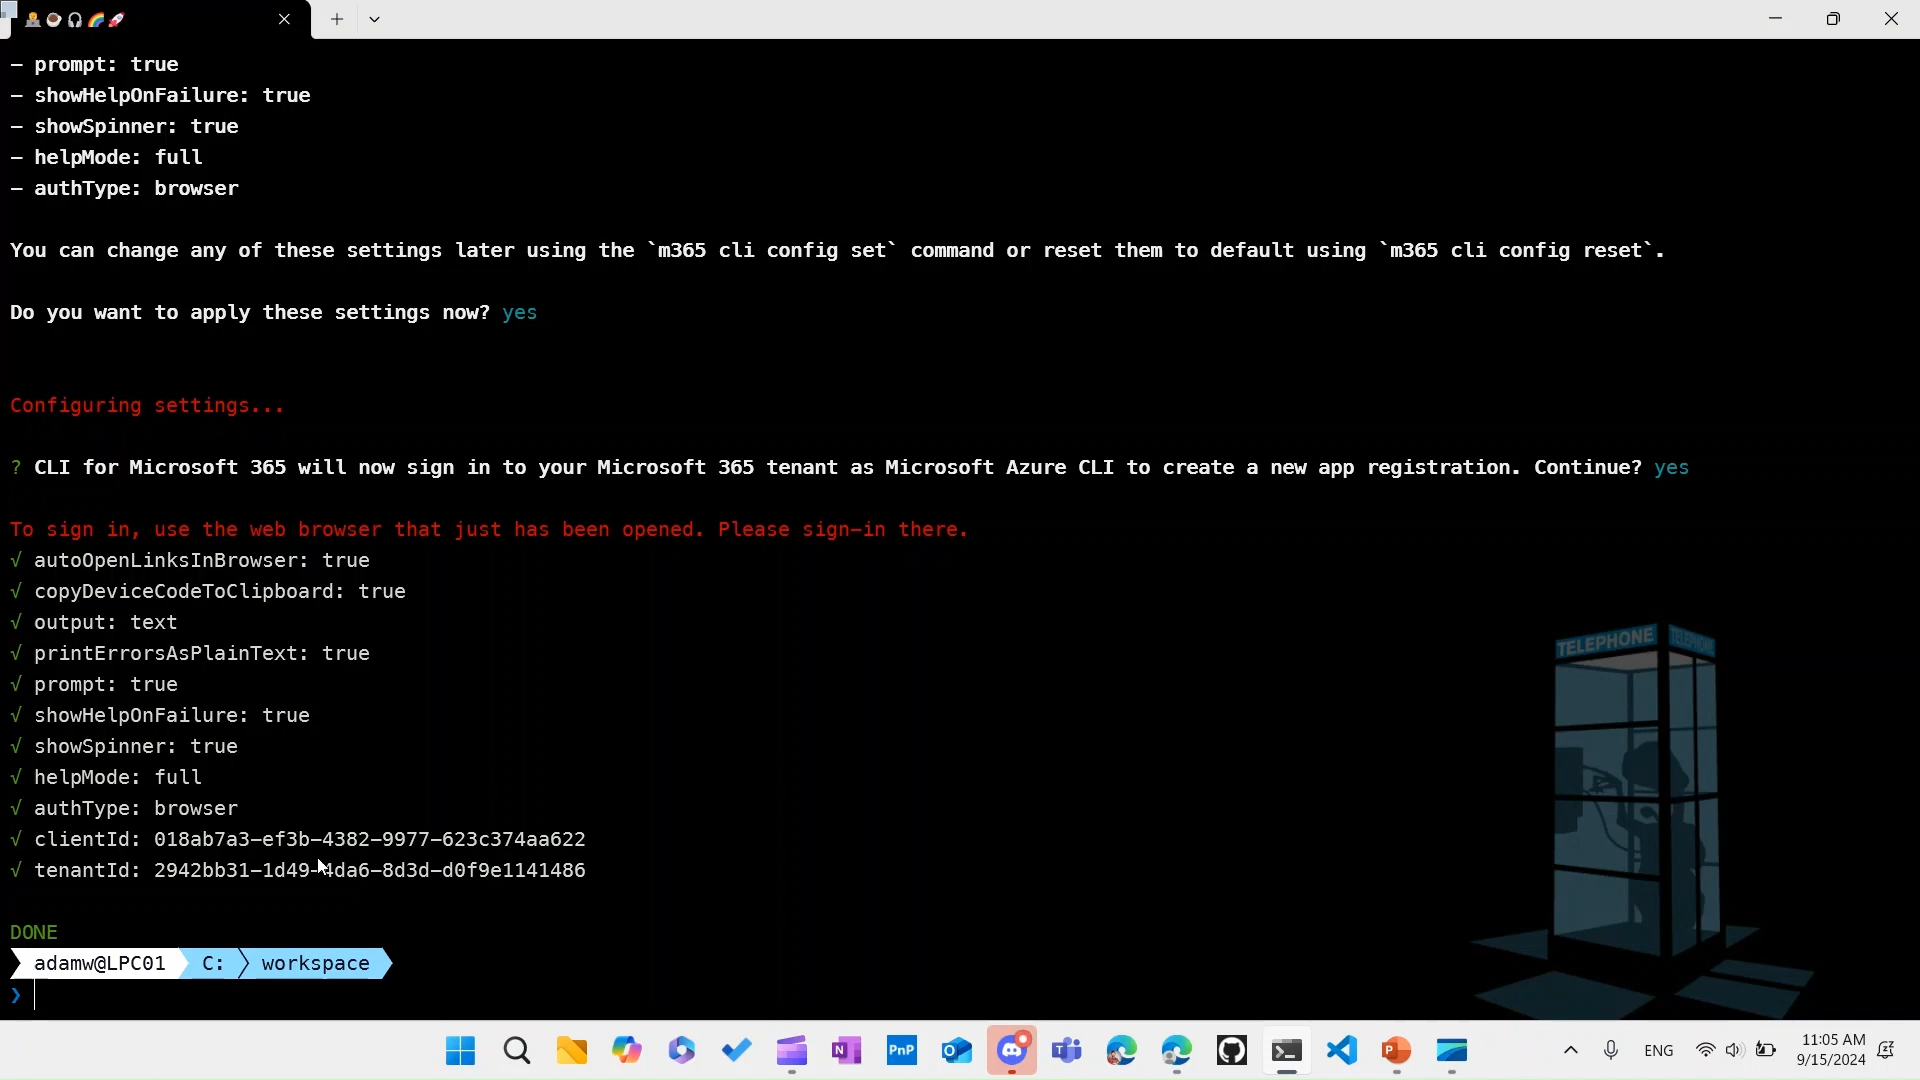 — prompt: true
— showHelpOnFailure: true
— showSpinner: true
— helpMode: full
— authType: browser
You can change any of these settings later using the `m365 cli config set` command or reset them to default using `m365 cli config reset`.
Do you want to apply these settings now? yes
Configuring settings...
? CLI for Microsoft 365 will now sign in to your Microsoft 365 tenant as Microsoft Azure CLI to create a new app registration. Continue? yes
To sign in, use the web browser that just has been opened. Please sign-in there.
√ autoOpenLinksInBrowser: true
√ copyDeviceCodeToClipboard: true
√ output: text
√ printErrorsAsPlainText: true
√ prompt: true
√ showHelpOnFailure: true
√ showSpinner: true
√ helpMode: full
√ authType: browser
√ clientId: 018ab7a3-ef3b-4382-9977-623c374aa622
√ tenantId: 2942bb31-1d49-4da6-8d3d-d0f9e1141486
DONE
adamw@LPC01 C: workspace
❯
TELEPHONE TELEPHONE
N PnP
ENG
11:05 AM
9/15/2024